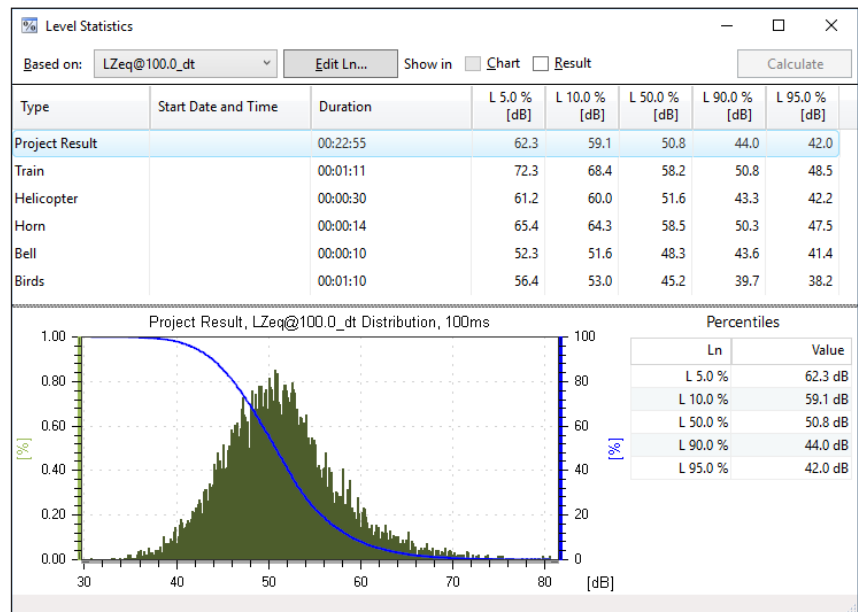 Level Statistics
Based on: LZeq@100.0_dt Edit Ln... Show in Chart Result Calculate
Type Start Date and Time Duration L 5.0 % [dB] L 10.0 % [dB] L 50.0 % [dB] L 90.0 % [dB] L 95.0 % [dB]
Project Result 00:22:55 62.3 59.1 50.8 44.0 42.0
Train 00:01:11 72.3 68.4 58.2 50.8 48.5
Helicopter 00:00:30 61.2 60.0 51.6 43.3 42.2
Horn 00:00:14 65.4 64.3 58.5 50.3 47.5
Bell 00:00:10 52.3 51.6 48.3 43.6 41.4
Birds 00:01:10 56.4 53.0 45.2 39.7 38.2
Project Result, LZeq@100.0_dt Distribution, 100ms
1.00
0.80
0.60
0.40
0.20
0.00
[%]
30 40 50 60 70 80 [dB]
100
80
60
40
20
0
[%]
Percentiles
Ln Value
L 5.0 % 62.3 dB
L 10.0 % 59.1 dB
L 50.0 % 50.8 dB
L 90.0 % 44.0 dB
L 95.0 % 42.0 dB